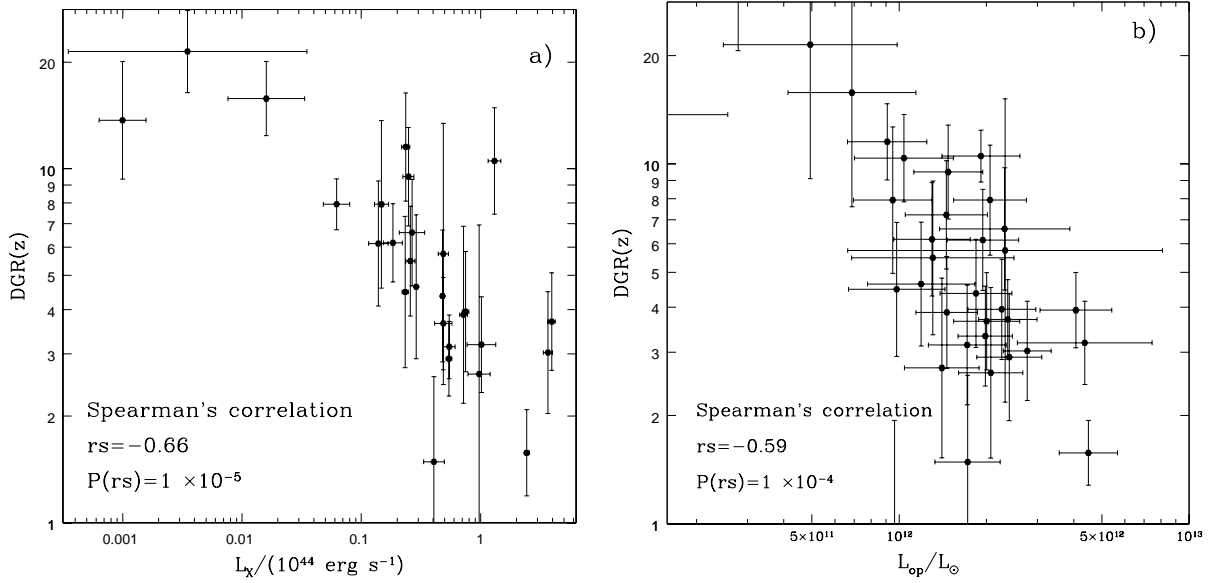 a)
20
10
9
8
7
6
5
4
3
2
1
DGR(z)
Spearman's correlation
rs=−0.66
P(rs)=1 ×10⁻⁵
0.001
0.01
0.1
1
L_X/(10⁴⁴ erg s⁻¹)
b)
20
10
9
8
7
6
5
4
3
2
1
DGR(z)
Spearman's correlation
rs=−0.59
P(rs)=1 ×10⁻⁴
5×10¹¹
10¹²
5×10¹²
10¹³
L_op/L_⊙